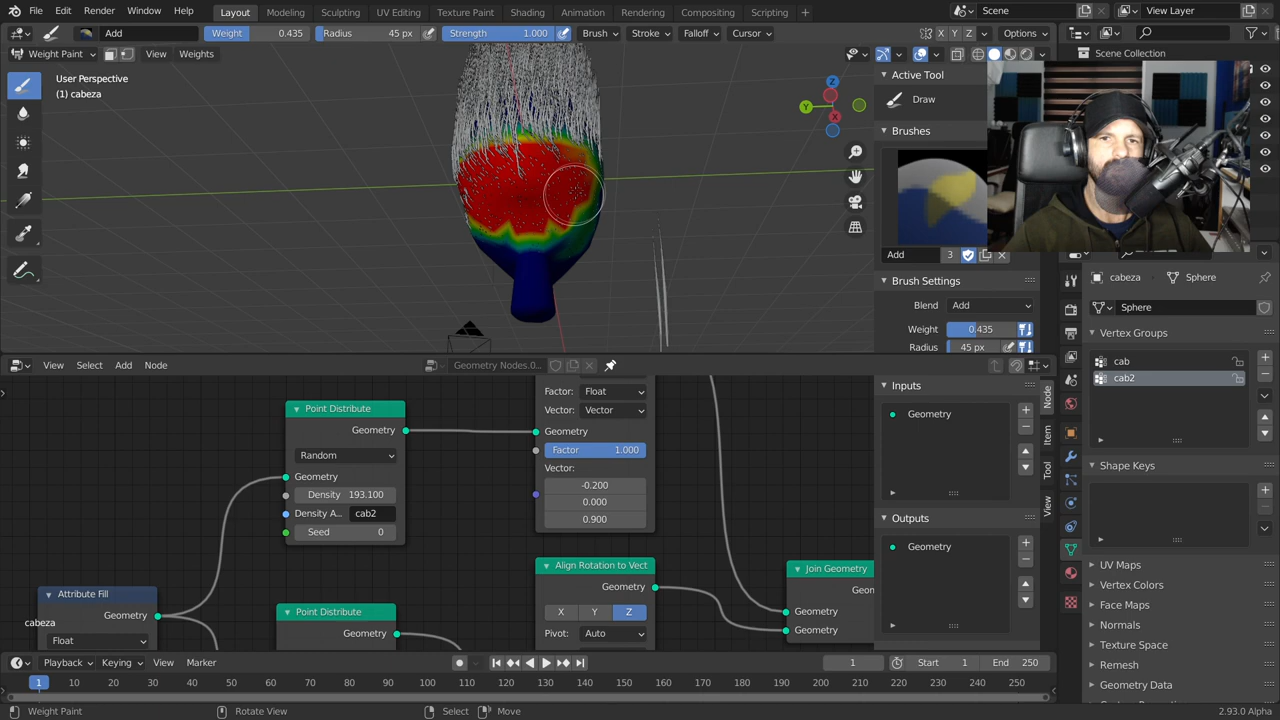 File Edit Render Window Help Layout Modeling Sculpting UV Editing Texture Paint Shading Animation Rendering Compositing Scripting + Scene View Layer
Add Weight 0.435 Radius 45 px Strength 1.000 Brush Stroke Falloff Cursor X Y Z Options
Weight Paint View Weights
Scene Collection
User Perspective
(1) cabeza
Z
Y
X
Active Tool
Draw
Brushes
Add 3
Brush Settings
Blend Add
Weight 0.435
Radius 45 px
cabeza Sphere
Sphere
Vertex Groups
cab
cab2
Shape Keys
UV Maps
Vertex Colors
Face Maps
Normals
Texture Space
Remesh
Geometry Data
View Select Add Node Geometry Nodes.0...
Point Distribute
Geometry
Random
Geometry
Density 193.100
Density A... cab2
Seed 0
Factor: Float
Vector: Vector
Geometry
Factor 1.000
Vector:
-0.200
0.000
0.900
Align Rotation to Vect
Geometry
X Y Z
Pivot: Auto
Join Geometry
Geo
Geometry
Geometry
Attribute Fill
Geometry
Float
cabeza
Point Distribute
Geometry
Inputs
Geometry
Outputs
Geometry
Node
Item
Tool
View
Playback Keying View Marker 1 Start 1 End 250
1 10 20 30 40 50 60 70 80 90 100 110 120 130 140 150 160 170 180 190 200 210 220 230 240 250
Weight Paint Rotate View Select Move 2.93.0 Alpha